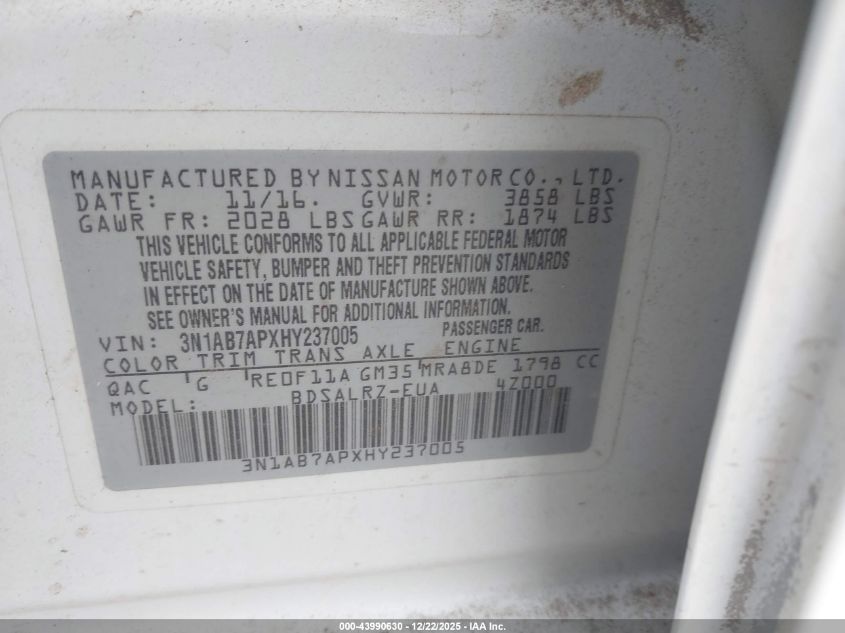 MANUFACTURED BY NISSAN MOTOR CO., LTD.
DATE: 11/16. GVWR: 3858 LBS
GAWR FR: 2028 LBS GAWR RR: 1874 LBS
THIS VEHICLE CONFORMS TO ALL APPLICABLE FEDERAL MOTOR
VEHICLE SAFETY, BUMPER AND THEFT PREVENTION STANDARDS
IN EFFECT ON THE DATE OF MANUFACTURE SHOWN ABOVE.
SEE OWNER'S MANUAL FOR ADDITIONAL INFORMATION.
VIN: 3N1AB7APXHY237005 PASSENGER CAR.
COLOR TRIM TRANS AXLE ENGINE
QAC G RE0F11A GM35 MRA8DE 1798 CC
MODEL: BDSALRZ-EUA 4Z000
3N1AB7APXHY237005
000-43990630 - 12/22/2025 - IAA Inc.